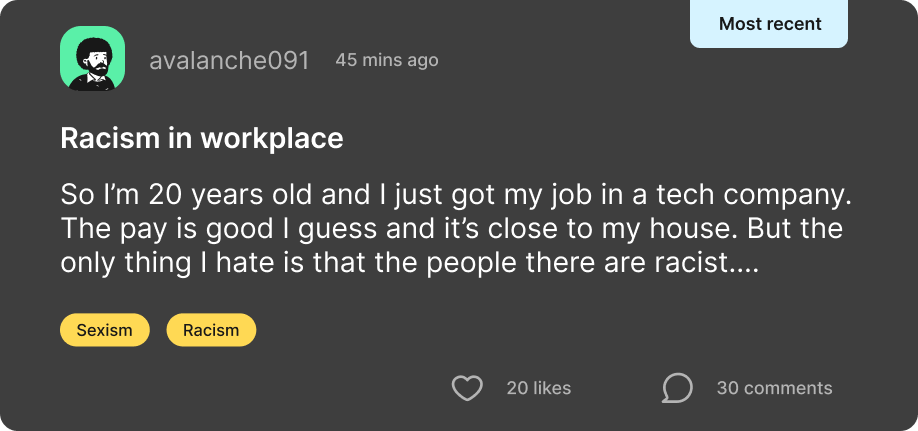 Most recent
avalanche091 45 mins ago
Racism in workplace
So I’m 20 years old and I just got my job in a tech company.
The pay is good I guess and it’s close to my house. But the
only thing I hate is that the people there are racist....
Sexism Racism
20 likes 30 comments